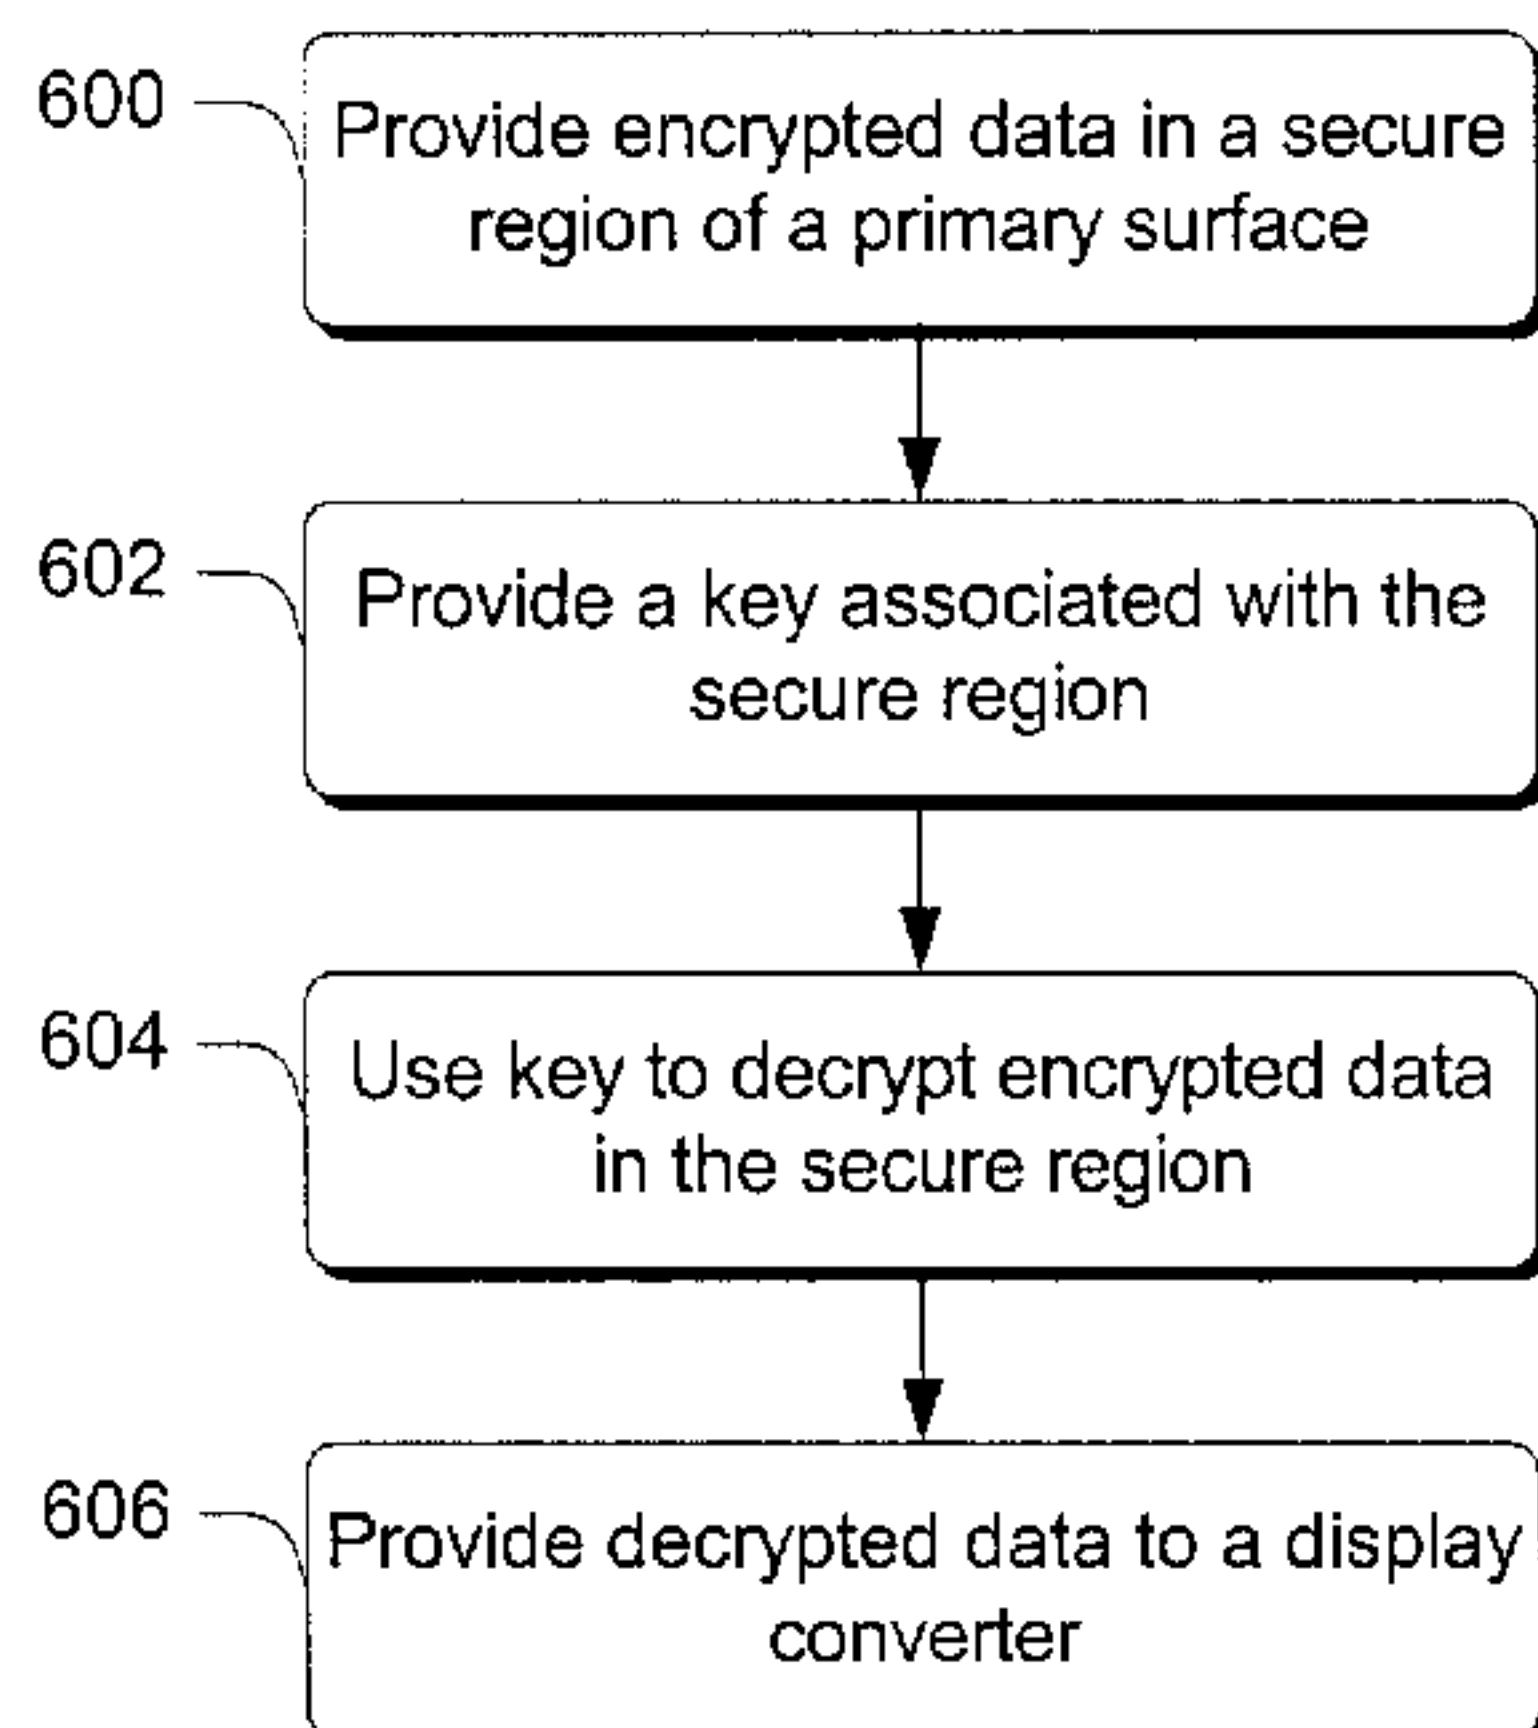 600
Provide encrypted data in a secure
region of a primary surface
602
Provide a key associated with the
secure region
604
Use key to decrypt encrypted data
in the secure region
606
Provide decrypted data to a display
converter